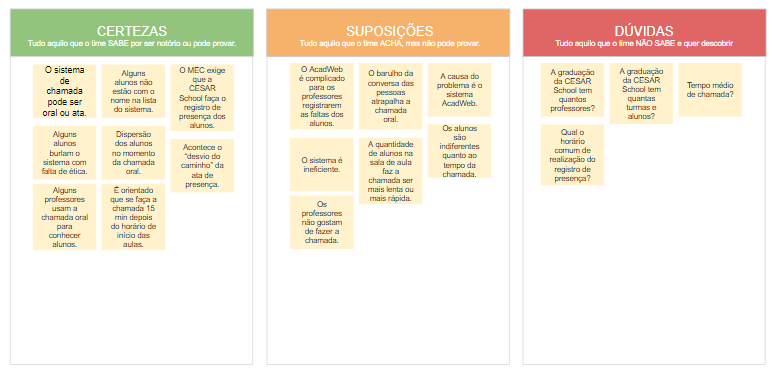 CERTEZAS
Tudo aquilo que o time SABE por ser notório ou pode provar.
O sistema
de
chamada
pode ser
oral ou ata.
Alguns
alunos não
estão com o
nome na lista
do sistema.
O MEC exige
que a
CESAR
School faça o
registro de
presença dos
alunos.
Alguns
alunos
burlam o
sistema com
falta de ética.
Dispersão
dos alunos
no momento
da chamada
oral.
Acontece o
“desvio do
caminho” da
ata de
presença.
Alguns
professores
usam a
chamada oral
para
conhecer
alunos.
É orientado
que se faça a
chamada 15
min depois
do horário de
início das
aulas.
SUPOSIÇÕES
Tudo aquilo que o time ACHA, mas não pode provar.
O AcadWeb é
complicado
para os
professores
registrarem
as faltas dos
alunos.
O barulho da
conversa das
pessoas
atrapalha a
chamada
oral.
A causa do
problema é o
sistema
AcadWeb.
O sistema é
ineficiente.
A quantidade
de alunos na
sala de aula
faz a
chamada ser
mais lenta ou
mais rápida.
Os alunos
são
indiferentes
quanto ao
tempo da
chamada.
Os
professores
não gostam
de fazer a
chamada.
DÚVIDAS
Tudo aquilo que o time NÃO SABE e quer descobrir
A graduação
da CESAR
School tem
quantos
professores?
A graduação
da CESAR
School tem
quantas
turmas e
alunos?
Tempo médio
de chamada?
Qual o
horário
comum de
realização do
registro de
presença?